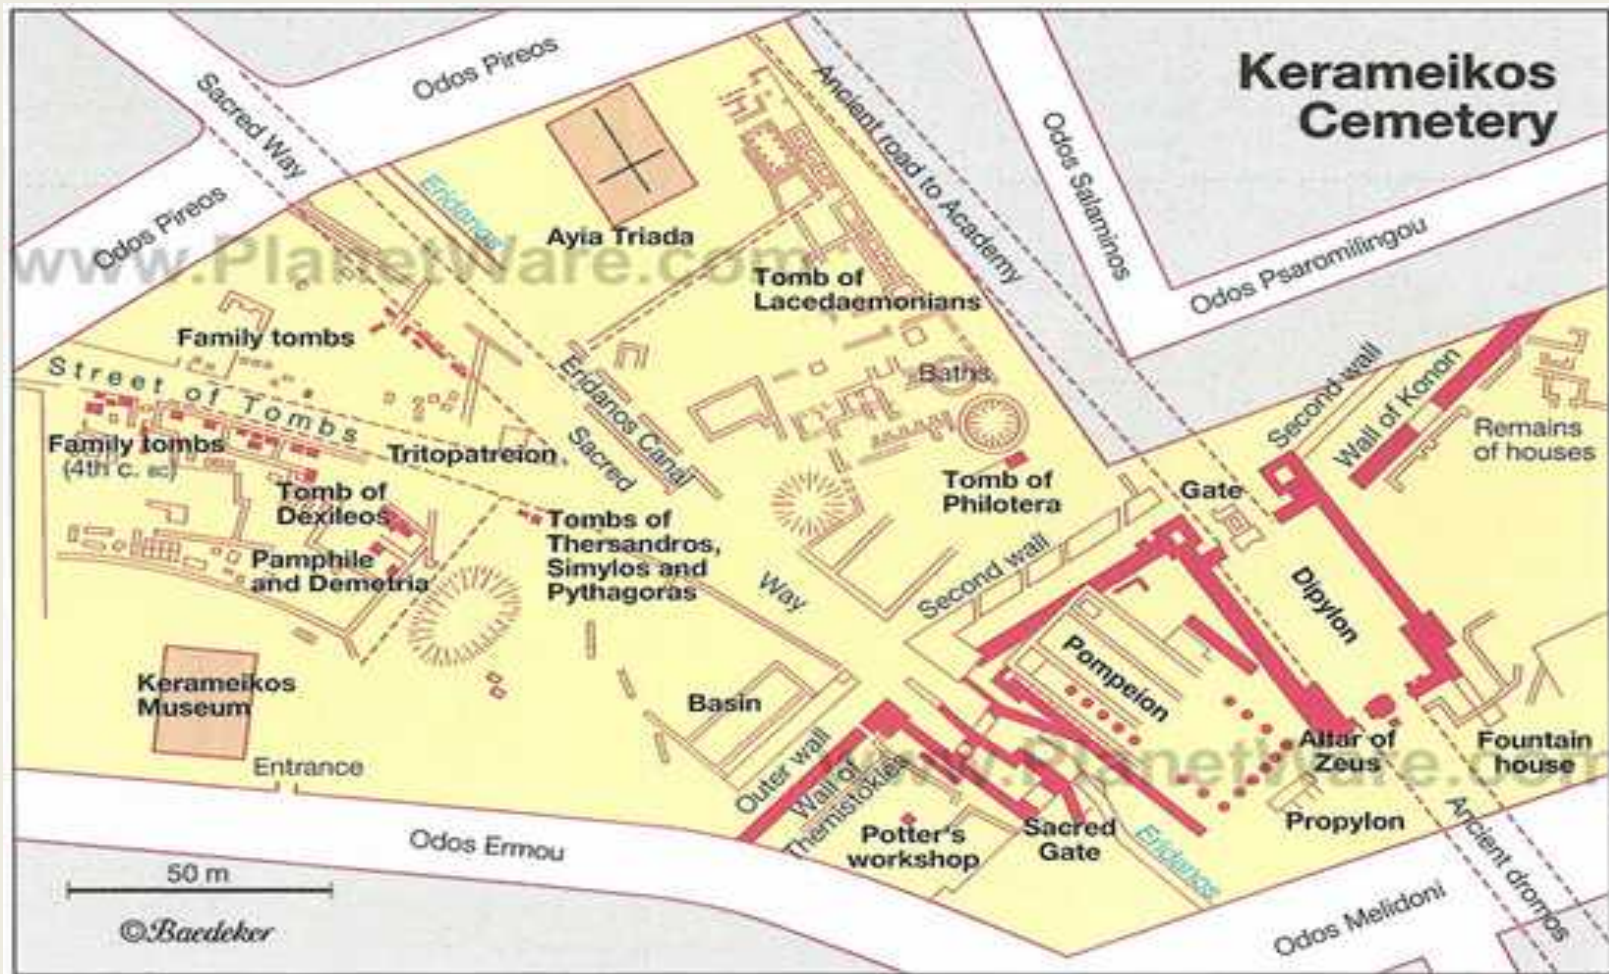 Kerameikos
Cemetery
Odos Pireos
Sacred Way
Odos Pireos
Eridanos
Ayia Triada
Ancient road to Academy
Odos Salaminos
Odos Psaromilingou
www.PlanetWare.com
Tomb of
Lacedaemonians
Family tombs
Street of Tombs
Family tombs
(4th c. BC)
Eridanos Canal
Sacred
Way
Baths
Tritopatreion
Tomb of
Dexileos
Pamphile
and Demetria
Tombs of
Thersandros,
Simylos and
Pythagoras
Tomb of
Philotera
Second wall
Gate
Second wall
Wall of Konon
Remains
of houses
Dipylon
Pompeion
Kerameikos
Museum
Entrance
Basin
Outer wall
Wall of
Themistokles
Potter's
workshop
Sacred
Gate
Eridanos
Altar of
Zeus
Propylon
Fountain
house
www.PlanetWare.com
Ancient dromos
Odos Ermou
Odos Melidoni
50 m
©Baedeker